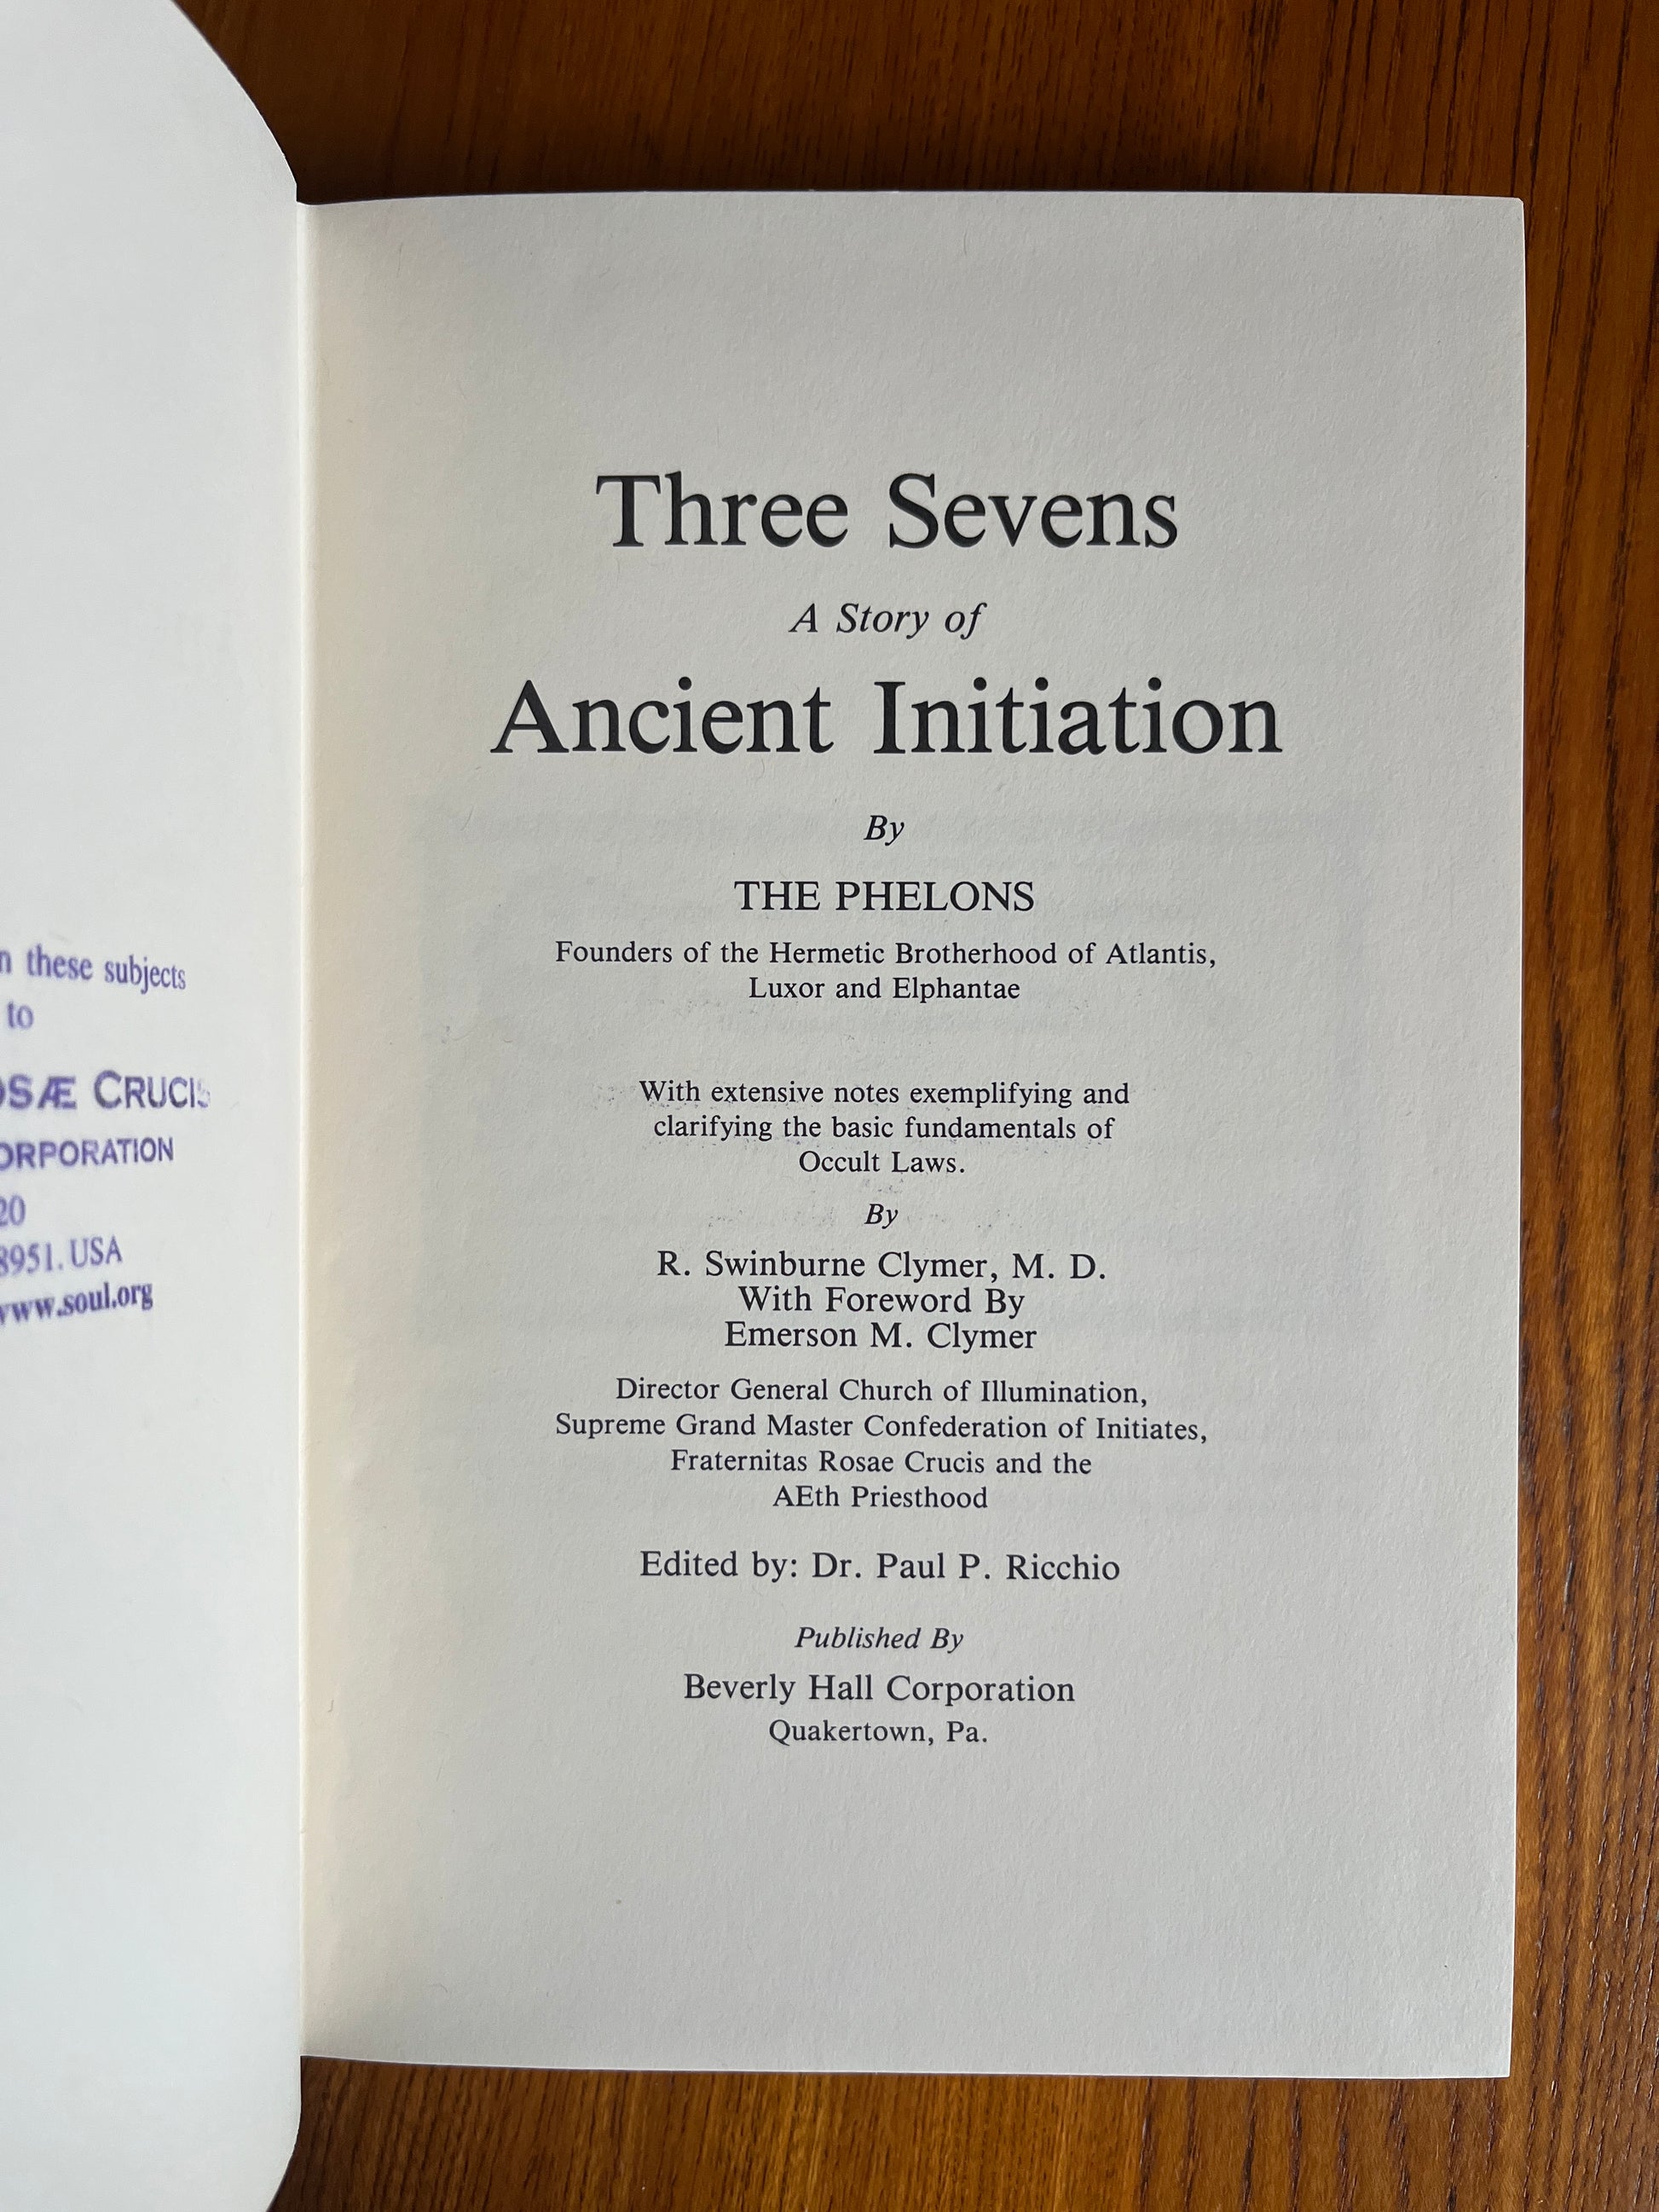 these subjects
to
CRUCIS
20
8951. USA
www.soul.org
Three Sevens
A Story of
Ancient Initiation
By
THE PHELONS
Founders of the Hermetic Brotherhood of Atlantis,
Luxor and Elphantae
With extensive notes exemplifying and
clarifying the basic fundamentals of
Occult Laws.
By
R. Swinburne Clymer, M. D.
With Foreword By
Emerson M. Clymer
Director General Church of Illumination,
Supreme Grand Master Confederation of Initiates,
Fraternitas Rosae Crucis and the
AEth Priesthood
Edited by: Dr. Paul P. Ricchio
Published By
Beverly Hall Corporation
Quakertown, Pa.